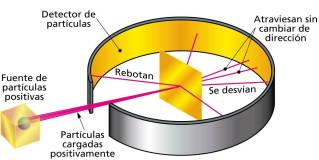 Detector de
partículas
Atraviesan sin
cambiar de
dirección
Rebotan
Se desvían
Fuente de
partículas
positivas
Partículas
cargadas
positivamente